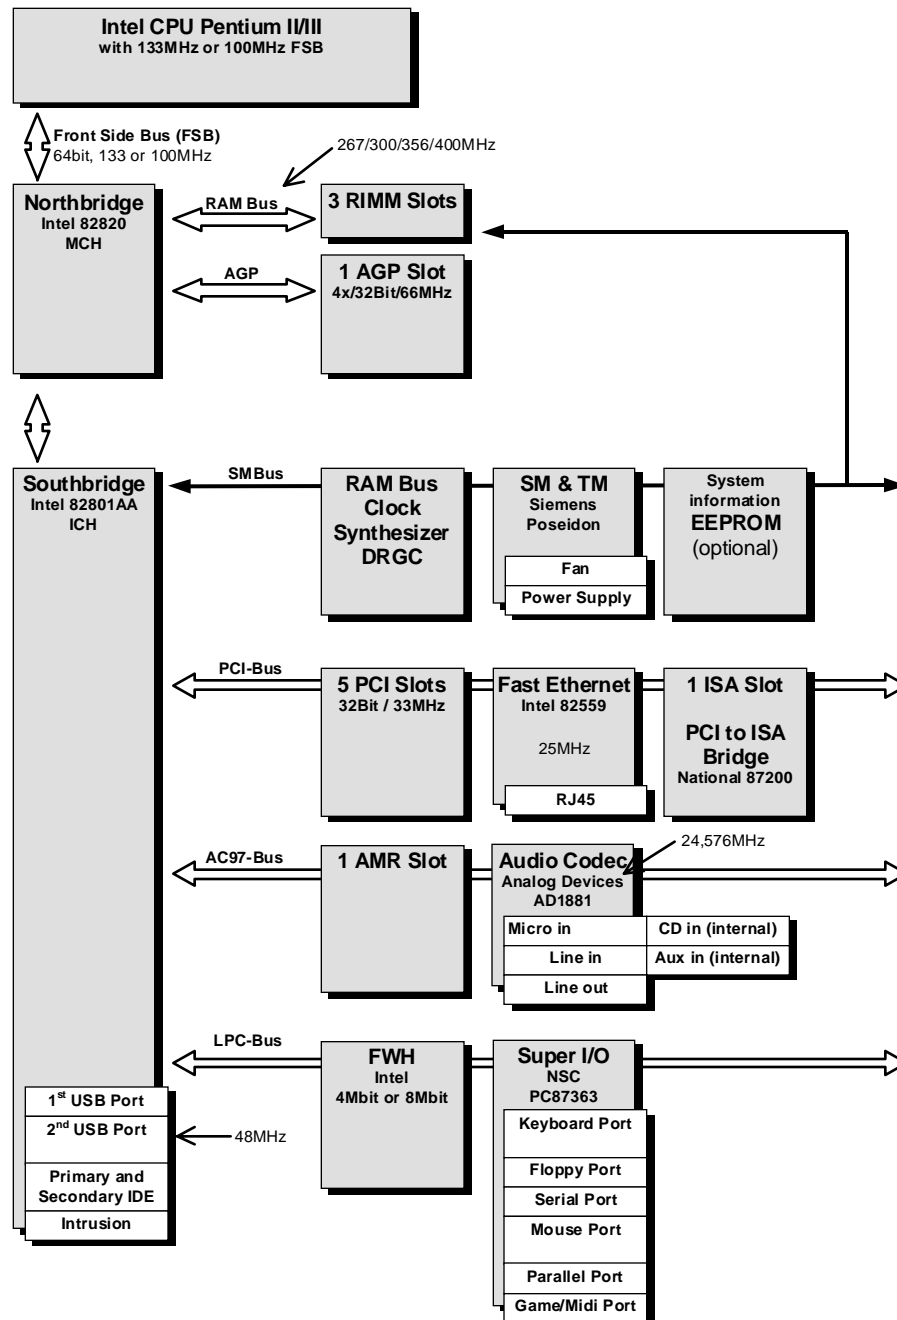 Intel CPU Pentium II/III
with 133MHz or 100MHz FSB
Front Side Bus (FSB)
64bit, 133 or 100MHz
267/300/356/400MHz
Northbridge
Intel 82820
MCH
RAM Bus
3 RIMM Slots
AGP
1 AGP Slot
4x/32Bit/66MHz
Southbridge
Intel 82801AA
ICH
SMBus
RAM Bus
Clock
Synthesizer
DRGC
SM & TM
Siemens
Poseidon
Fan
Power Supply
System
information
EEPROM
(optional)
PCI-Bus
5 PCI Slots
32Bit / 33MHz
Fast Ethernet
Intel 82559
25MHz
RJ45
1 ISA Slot
PCI to ISA
Bridge
National 87200
AC97-Bus
1 AMR Slot
Audio Codec
Analog Devices
AD1881
24,576MHz
Micro in
CD in (internal)
Line in
Aux in (internal)
Line out
LPC-Bus
FWH
Intel
4Mbit or 8Mbit
Super I/O
NSC
PC87363
Keyboard Port
Floppy Port
Serial Port
Mouse Port
Parallel Port
Game/Midi Port
1st USB Port
2nd USB Port
48MHz
Primary and
Secondary IDE
Intrusion